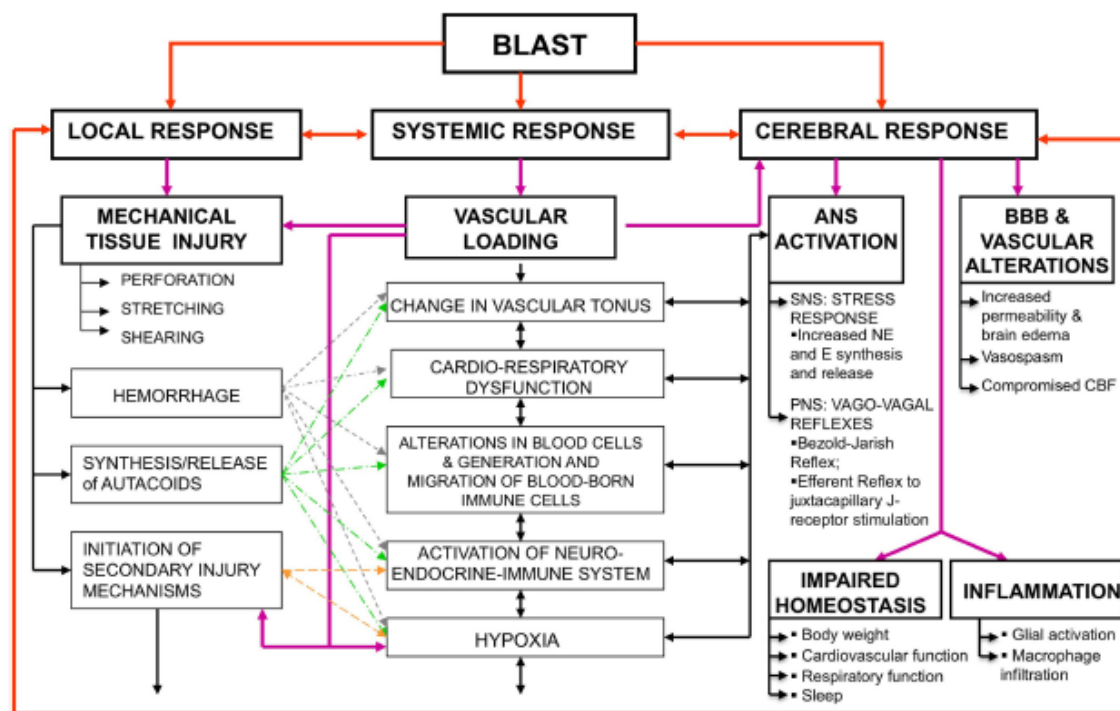 BLAST
LOCAL RESPONSE
SYSTEMIC RESPONSE
CEREBRAL RESPONSE
MECHANICAL
TISSUE INJURY
PERFORATION
STRETCHING
SHEARING
HEMORRHAGE
SYNTHESIS/RELEASE
of AUTACOIDS
INITIATION OF
SECONDARY INJURY
MECHANISMS
VASCULAR
LOADING
CHANGE IN VASCULAR TONUS
CARDIO-RESPIRATORY
DYSFUNCTION
ALTERATIONS IN BLOOD CELLS
& GENERATION AND
MIGRATION OF BLOOD-BORN
IMMUNE CELLS
ACTIVATION OF NEURO-
ENDOCRINE-IMMUNE SYSTEM
HYPOXIA
ANS
ACTIVATION
SNS: STRESS
RESPONSE
▪Increased NE
and E synthesis
and release
PNS: VAGO-VAGAL
REFLEXES
▪Bezold-Jarish
Reflex;
▪Efferent Reflex to
juxtacapillary J-
receptor stimulation
BBB &
VASCULAR
ALTERATIONS
Increased
permeability &
brain edema
Vasospasm
Compromised CBF
IMPAIRED
HOMEOSTASIS
▪ Body weight
▪ Cardiovascular function
▪ Respiratory function
▪ Sleep
INFLAMMATION
▪ Glial activation
▪ Macrophage
infiltration